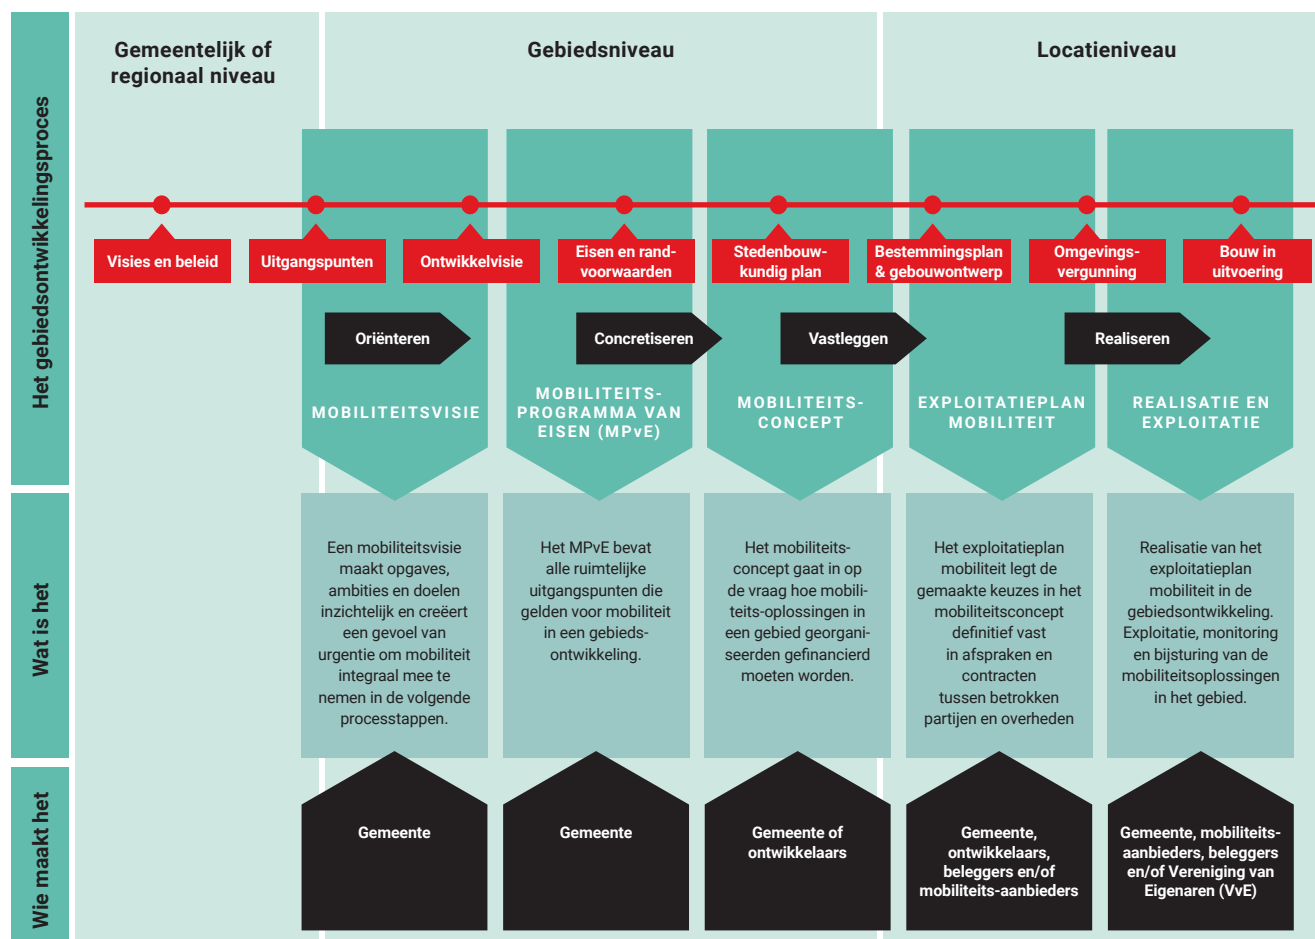 Het gebiedsontwikkelingsproces
Gemeentelijk of
regionaal niveau
Gebiedsniveau
Locatieniveau
Visies en beleid
Uitgangspunten
Ontwikkelvisie
Eisen en rand-
voorwaarden
Stedenbouw-
kundig plan
Bestemmingsplan
& gebouwontwerp
Omgevings-
vergunning
Bouw in
uitvoering
Oriënteren
Concretiseren
Vastleggen
Realiseren
MOBILITEITSVISIE
MOBILITEITS-
PROGRAMMA VAN
EISEN (MPvE)
MOBILITEITS-
CONCEPT
EXPLOITATIEPLAN
MOBILITEIT
REALISATIE EN
EXPLOITATIE
Wat is het
Een mobiliteitsvisie
maakt opgaves,
ambities en doelen
inzichtelijk en creëert
een gevoel van
urgentie om mobiliteit
integraal mee te
nemen in de volgende
processtappen.
Het MPvE bevat
alle ruimtelijke
uitgangspunten die
gelden voor mobiliteit
in een gebieds-
ontwikkeling.
Het mobiliteits-
concept gaat in op
de vraag hoe mobili-
teits-oplossingen in
een gebied georgani-
seerden gefinancierd
moeten worden.
Het exploitatieplan
mobiliteit legt de
gemaakte keuzes in het
mobiliteitsconcept
definitief vast
in afspraken en
contracten
tussen betrokken
partijen en overheden
Realisatie van het
exploitatieplan
mobiliteit in de
gebiedsontwikkeling.
Exploitatie, monitoring
en bijsturing van de
mobiliteitsoplossingen
in het gebied.
Wie maakt het
Gemeente
Gemeente
Gemeente of
ontwikkelaars
Gemeente,
ontwikkelaars,
beleggers en/of
mobiliteits-aanbieders
Gemeente, mobiliteits-
aanbieders, beleggers
en/of Vereniging van
Eigenaren (VvE)